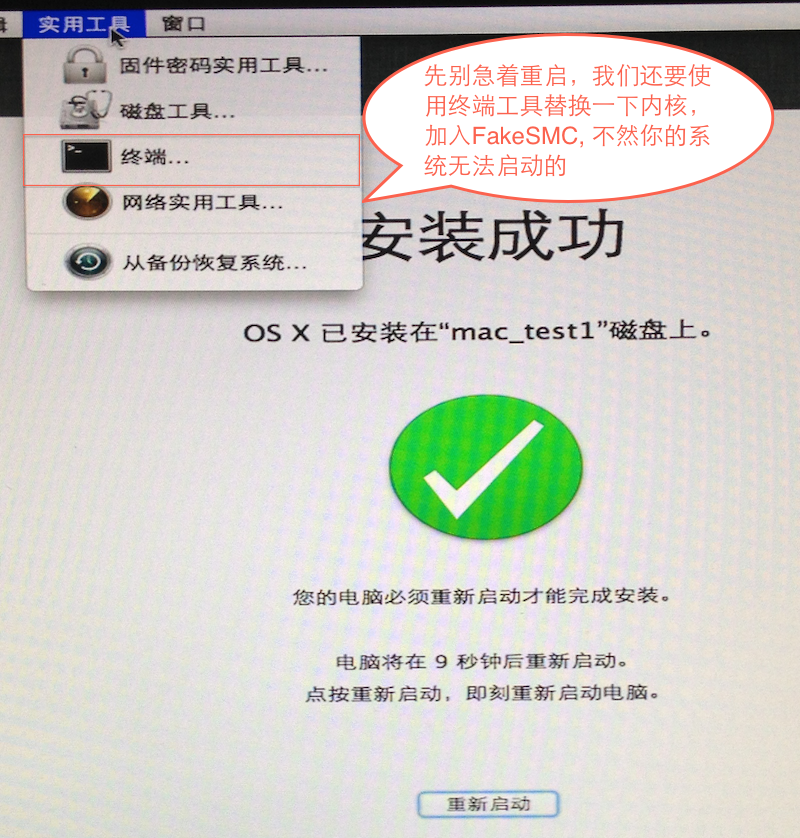 实用工具 窗口
固件密码实用工具...
磁盘工具...
终端...
网络实用工具...
从备份恢复系统...
先别急着重启，我们还要使
用终端工具替换一下内核，
加入FakeSMC, 不然你的系
统无法启动的
安装成功
OS X 已安装在“mac_test1”磁盘上。
您的电脑必须重新启动才能完成安装。
电脑将在 9 秒钟后重新启动。
点按重新启动，即刻重新启动电脑。
重新启动